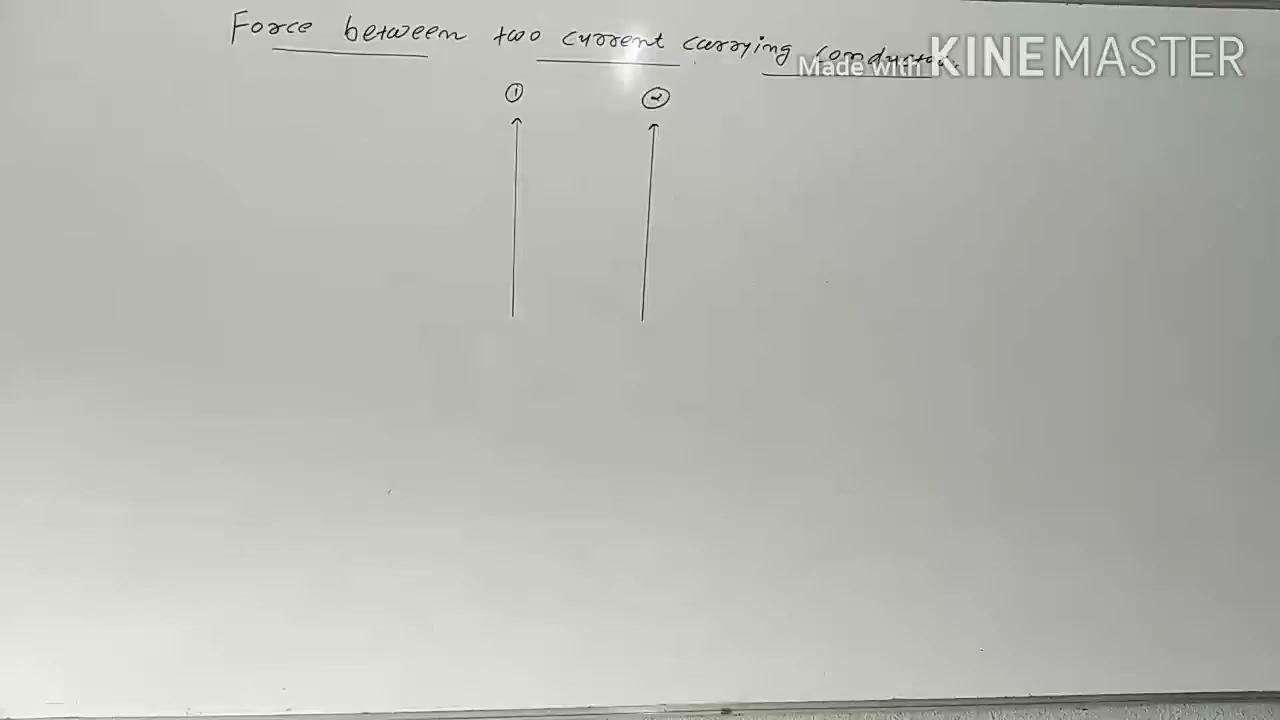 Force between two current carrying conductor.
Made with KINEMASTER
① ②